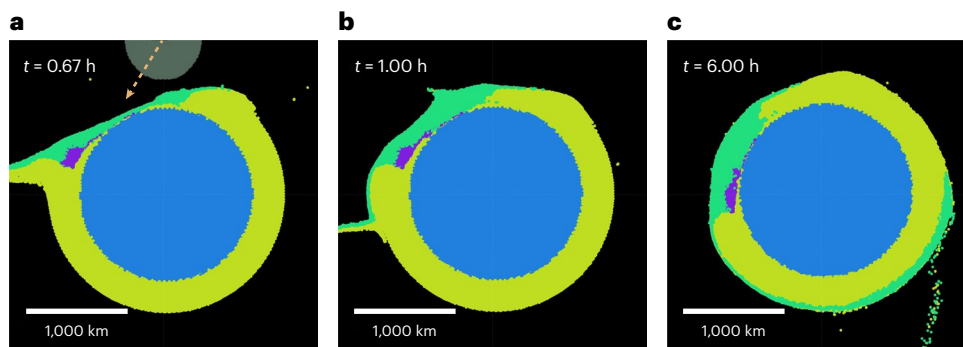 a
b
c
t = 0.67 h
t = 1.00 h
t = 6.00 h
1,000 km
1,000 km
1,000 km